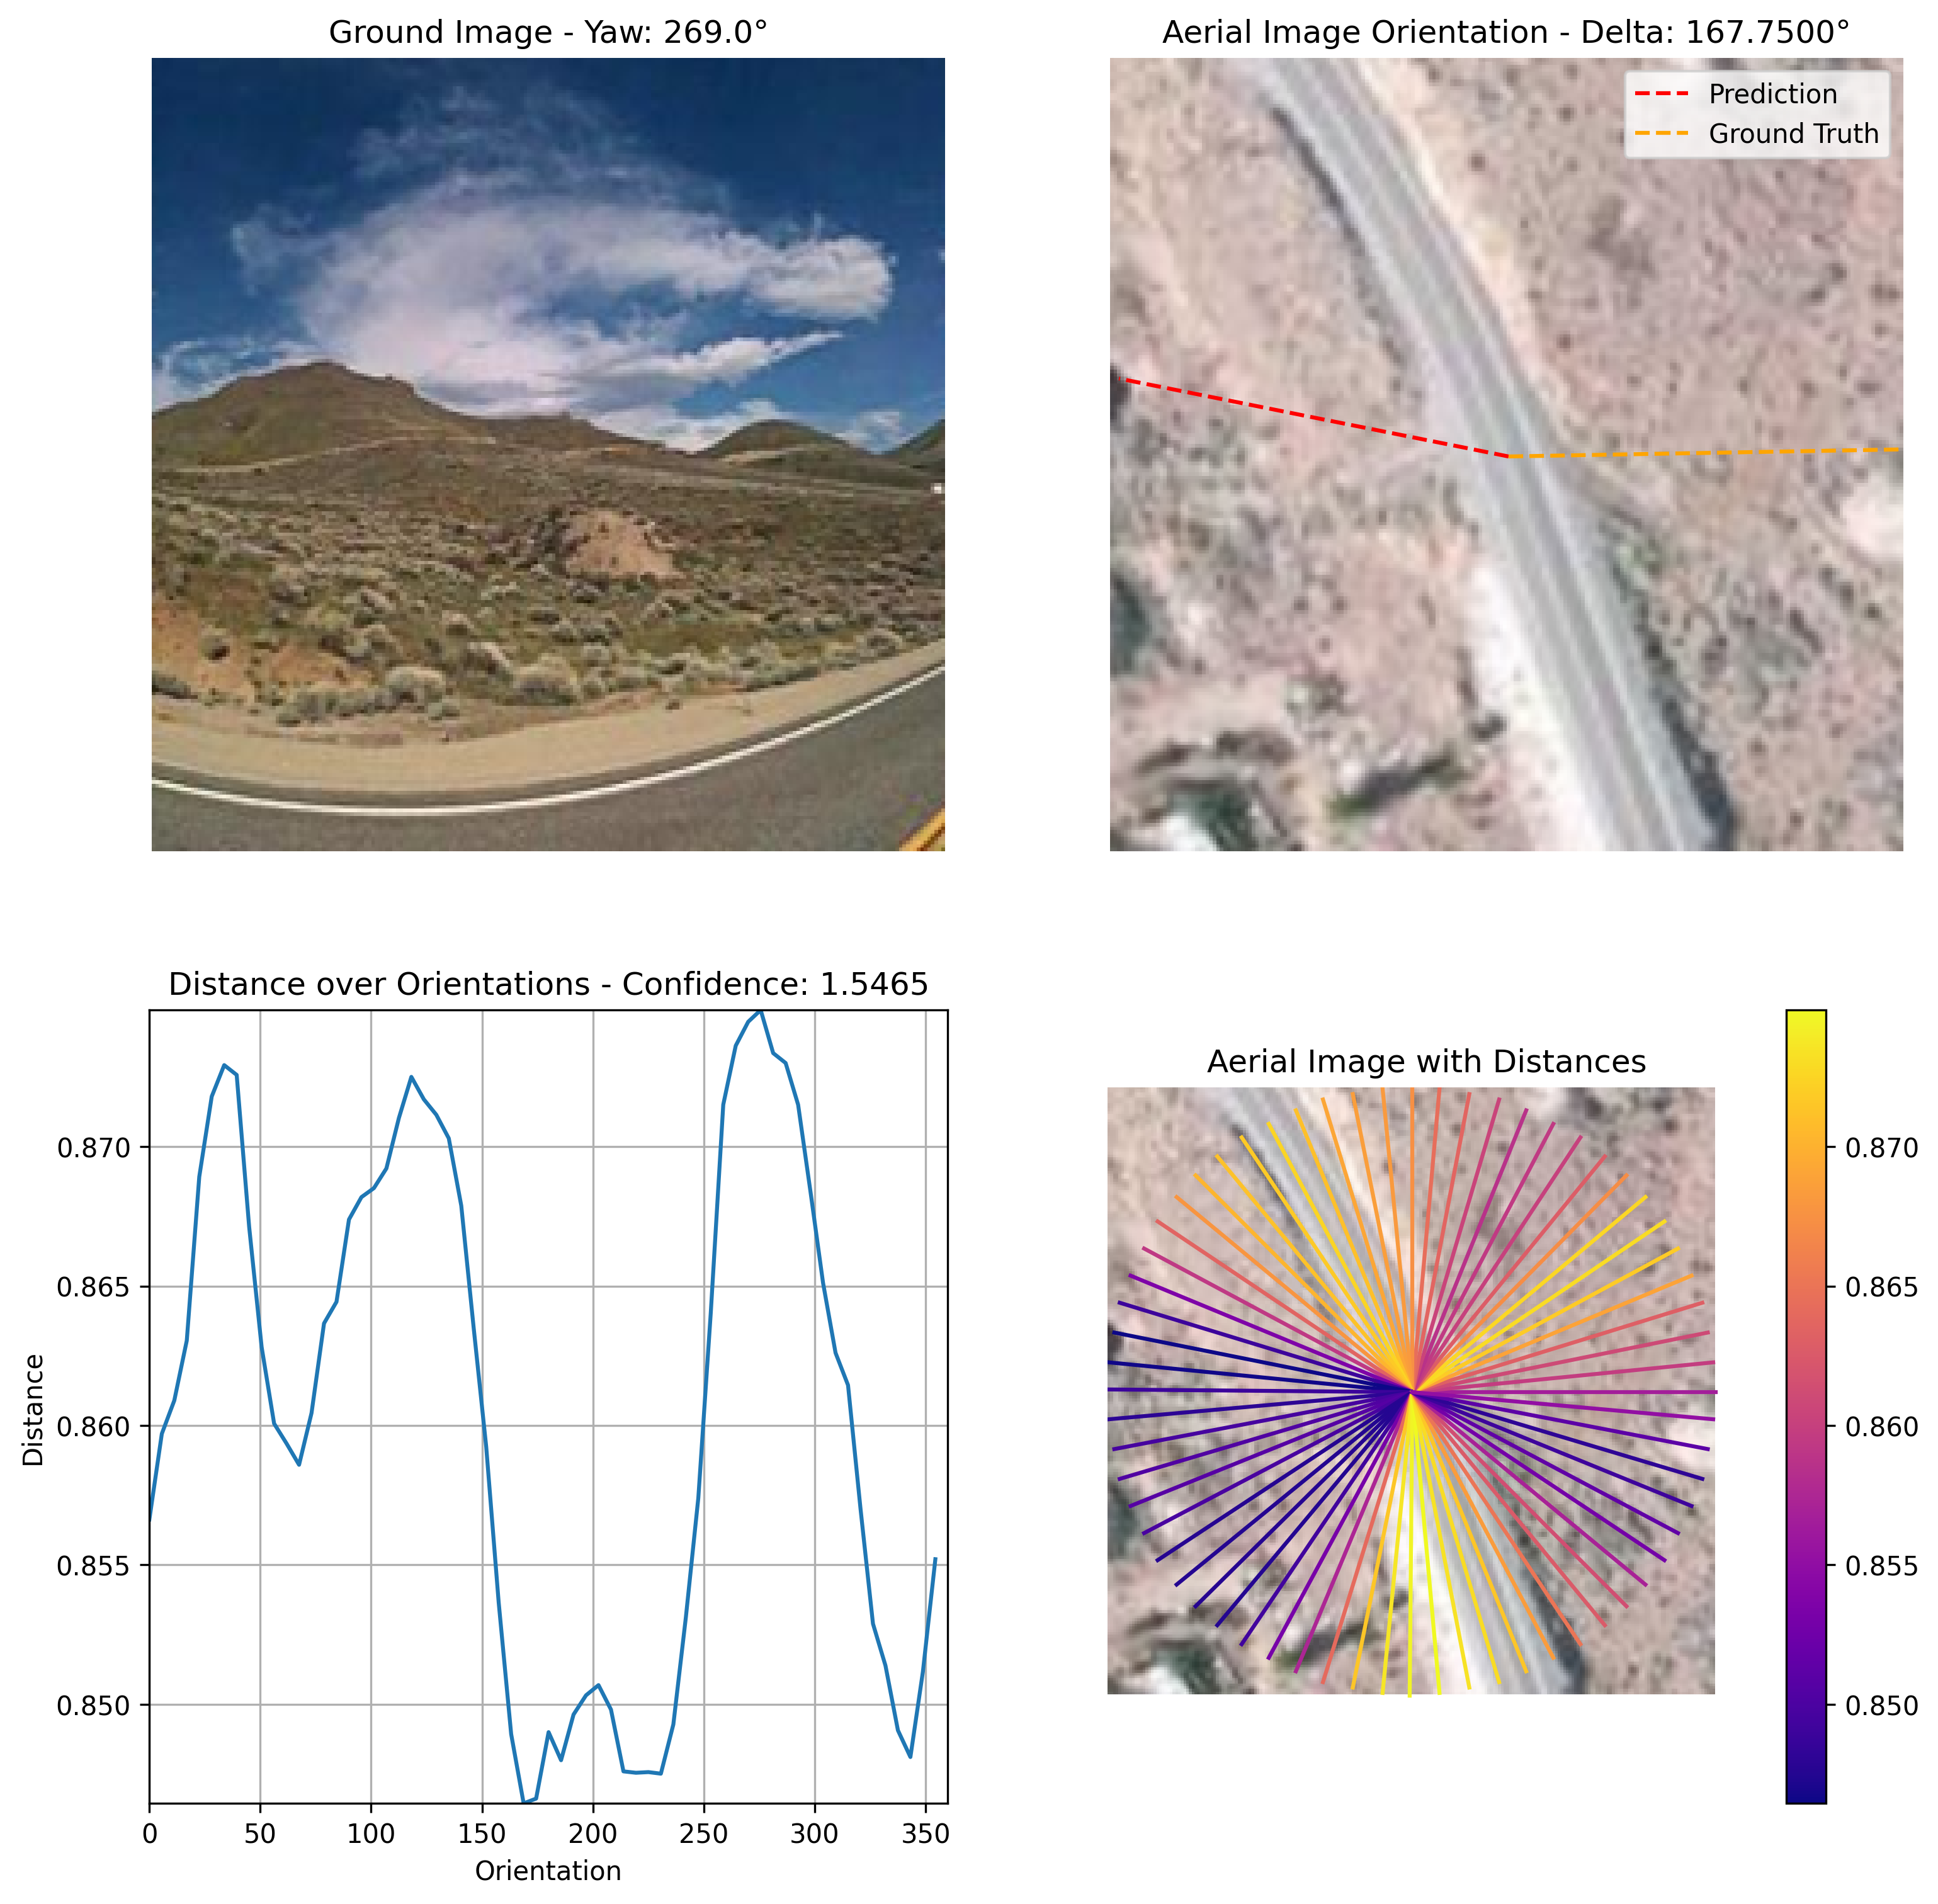 Ground Image - Yaw: 269.0°
Aerial Image Orientation - Delta: 167.7500°
Prediction
Ground Truth
Distance over Orientations - Confidence: 1.5465
0.870
0.865
0.860
0.855
0.850
Distance
0
50
100
150
200
250
300
350
Orientation
Aerial Image with Distances
0.870
0.865
0.860
0.855
0.850